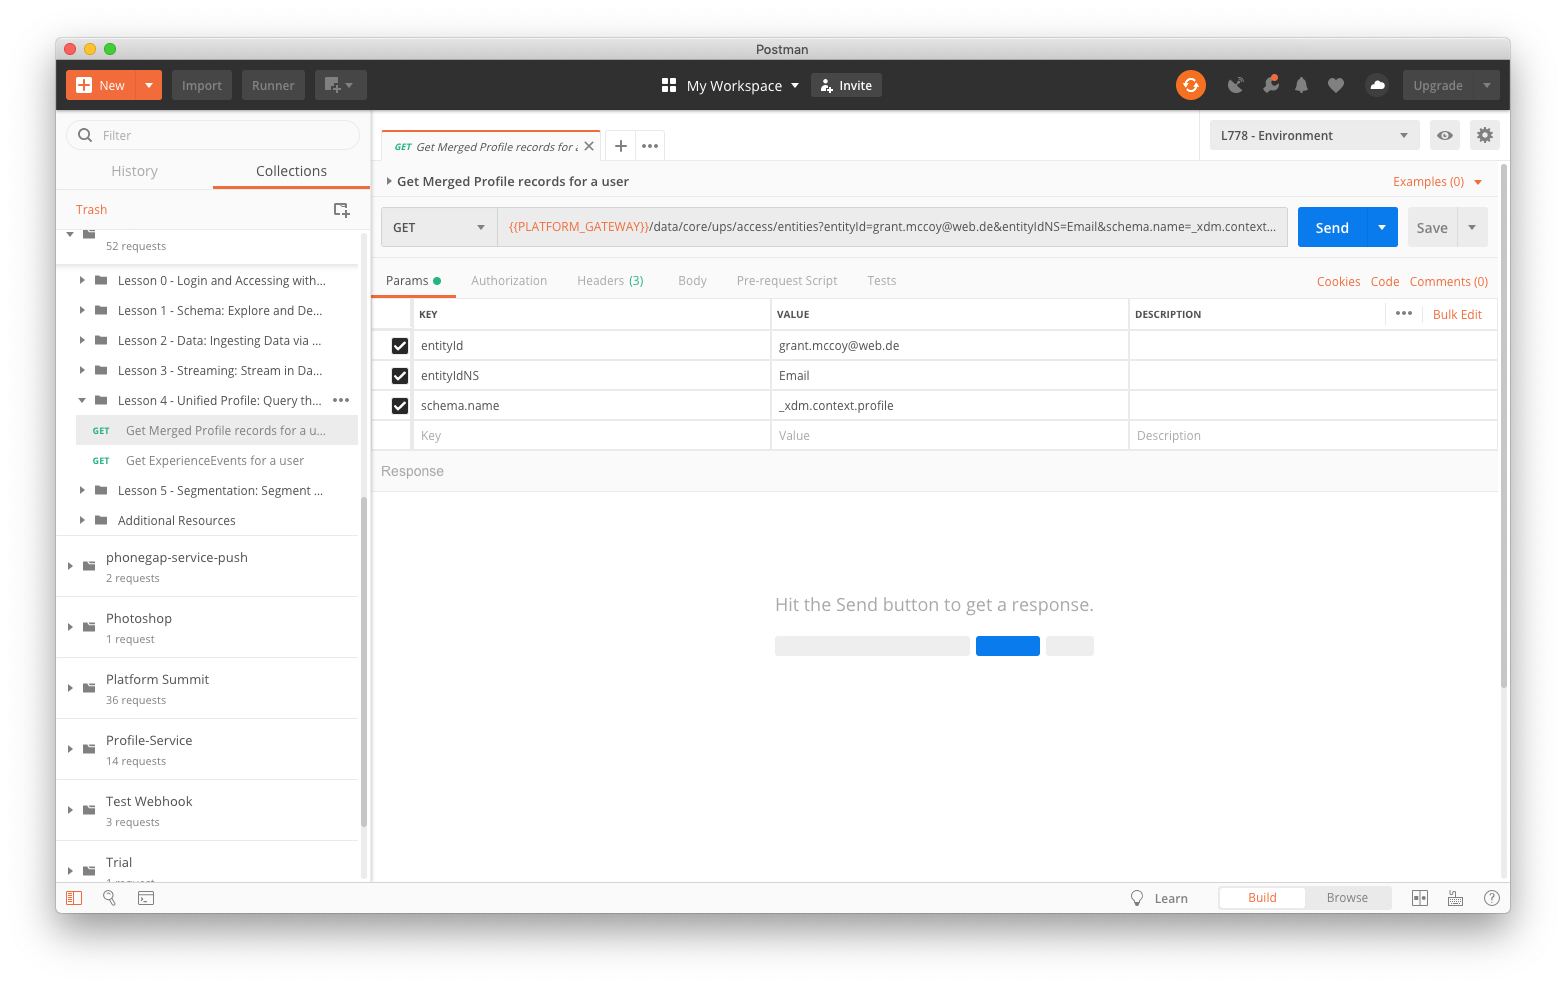 Postman
New
Import
Runner
My Workspace
Invite
Upgrade
Filter
History
Collections
Trash
52 requests
Lesson 0 - Login and Accessing with...
Lesson 1 - Schema: Explore and De...
Lesson 2 - Data: Ingesting Data via ...
Lesson 3 - Streaming: Stream in Da...
Lesson 4 - Unified Profile: Query th...
GET Get Merged Profile records for a u...
GET Get ExperienceEvents for a user
Lesson 5 - Segmentation: Segment ...
Additional Resources
phonegap-service-push
2 requests
Photoshop
1 request
Platform Summit
36 requests
Profile-Service
14 requests
Test Webhook
3 requests
Trial
GET Get Merged Profile records for a
L778 - Environment
Get Merged Profile records for a user
Examples (0)
GET
{{PLATFORM_GATEWAY}}/data/core/ups/access/entities?entityId=grant.mccoy@web.de&entityIdNS=Email&schema.name=_xdm.context...
Send
Save
Params
Authorization
Headers (3)
Body
Pre-request Script
Tests
Cookies
Code
Comments (0)
KEY VALUE DESCRIPTION
Bulk Edit
entityId grant.mccoy@web.de
entityIdNS Email
schema.name _xdm.context.profile
Key Value Description
Response
Hit the Send button to get a response.
Learn
Build
Browse